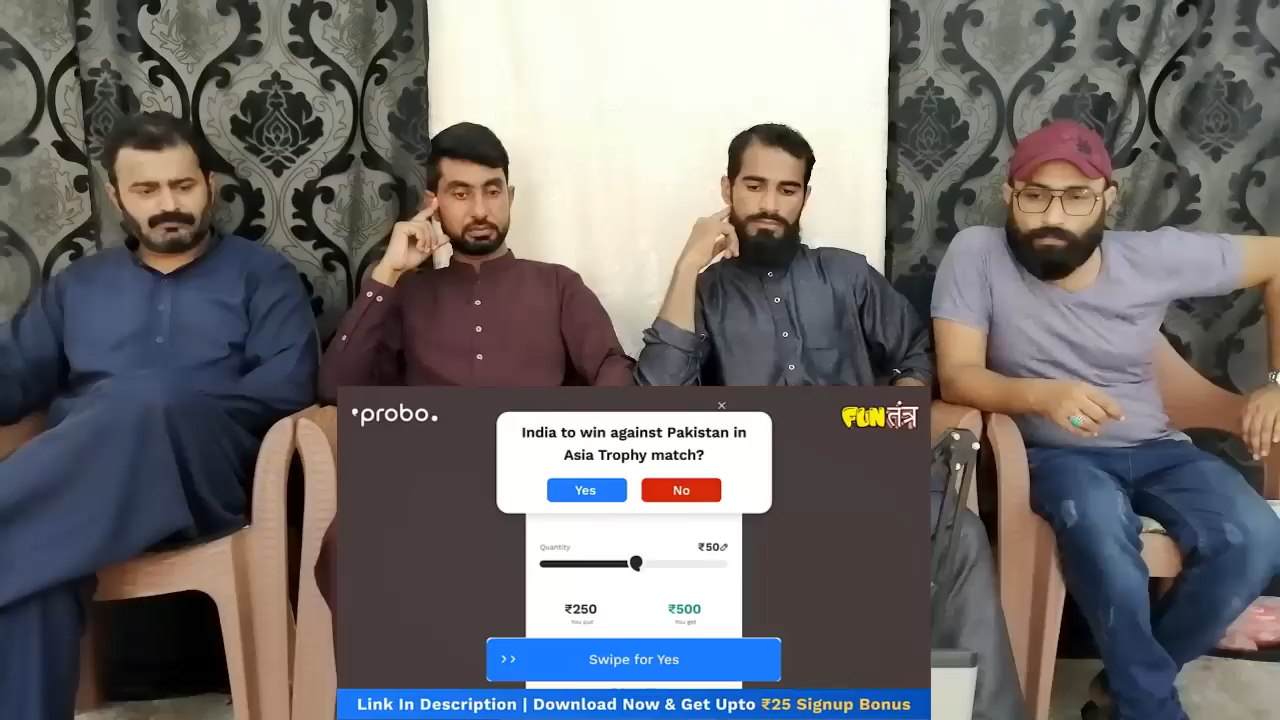 probo.
FUN तंत्र
×
India to win against Pakistan in
Asia Trophy match?
Yes No
Quantity ₹50
₹250 ₹500
You put You get
>> Swipe for Yes
Link In Description | Download Now & Get Upto ₹25 Signup Bonus